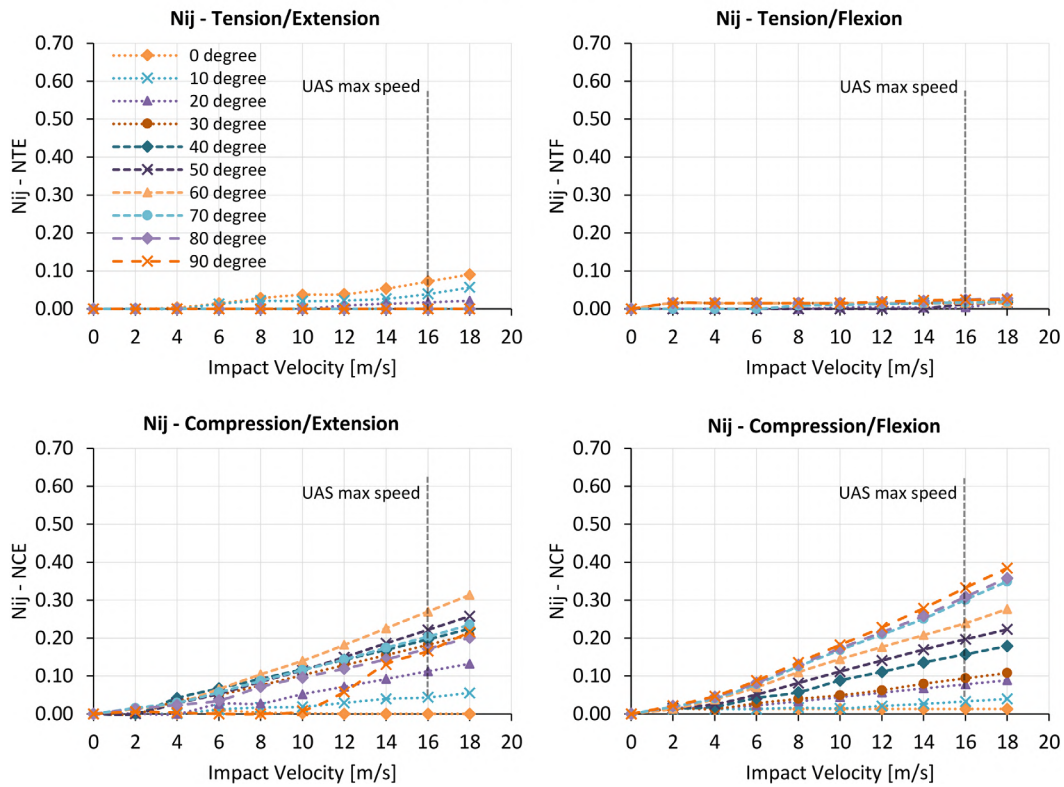 Nij - Tension/Extension
0.70
0.60
0.50
0.40
0.30
0.20
0.10
0.00
Nij - NTE
0 degree
10 degree
20 degree
30 degree
40 degree
50 degree
60 degree
70 degree
80 degree
90 degree
UAS max speed
0 2 4 6 8 10 12 14 16 18 20
Impact Velocity [m/s]
Nij - Tension/Flexion
0.70
0.60
0.50
0.40
0.30
0.20
0.10
0.00
Nij - NTF
UAS max speed
0 2 4 6 8 10 12 14 16 18 20
Impact Velocity [m/s]
Nij - Compression/Extension
0.70
0.60
0.50
0.40
0.30
0.20
0.10
0.00
Nij - NCE
UAS max speed
0 2 4 6 8 10 12 14 16 18 20
Impact Velocity [m/s]
Nij - Compression/Flexion
0.70
0.60
0.50
0.40
0.30
0.20
0.10
0.00
Nij - NCF
UAS max speed
0 2 4 6 8 10 12 14 16 18 20
Impact Velocity [m/s]